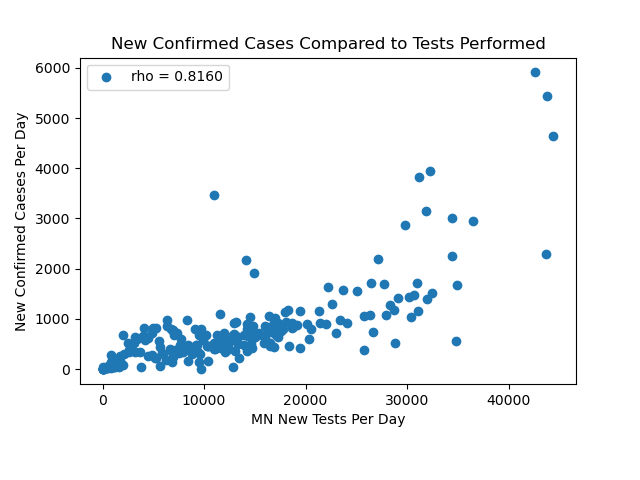 New Confirmed Cases Compared to Tests Performed
rho = 0.8160
6000
5000
4000
3000
2000
1000
0
New Confirmed Caeses Per Day
0 10000 20000 30000 40000
MN New Tests Per Day